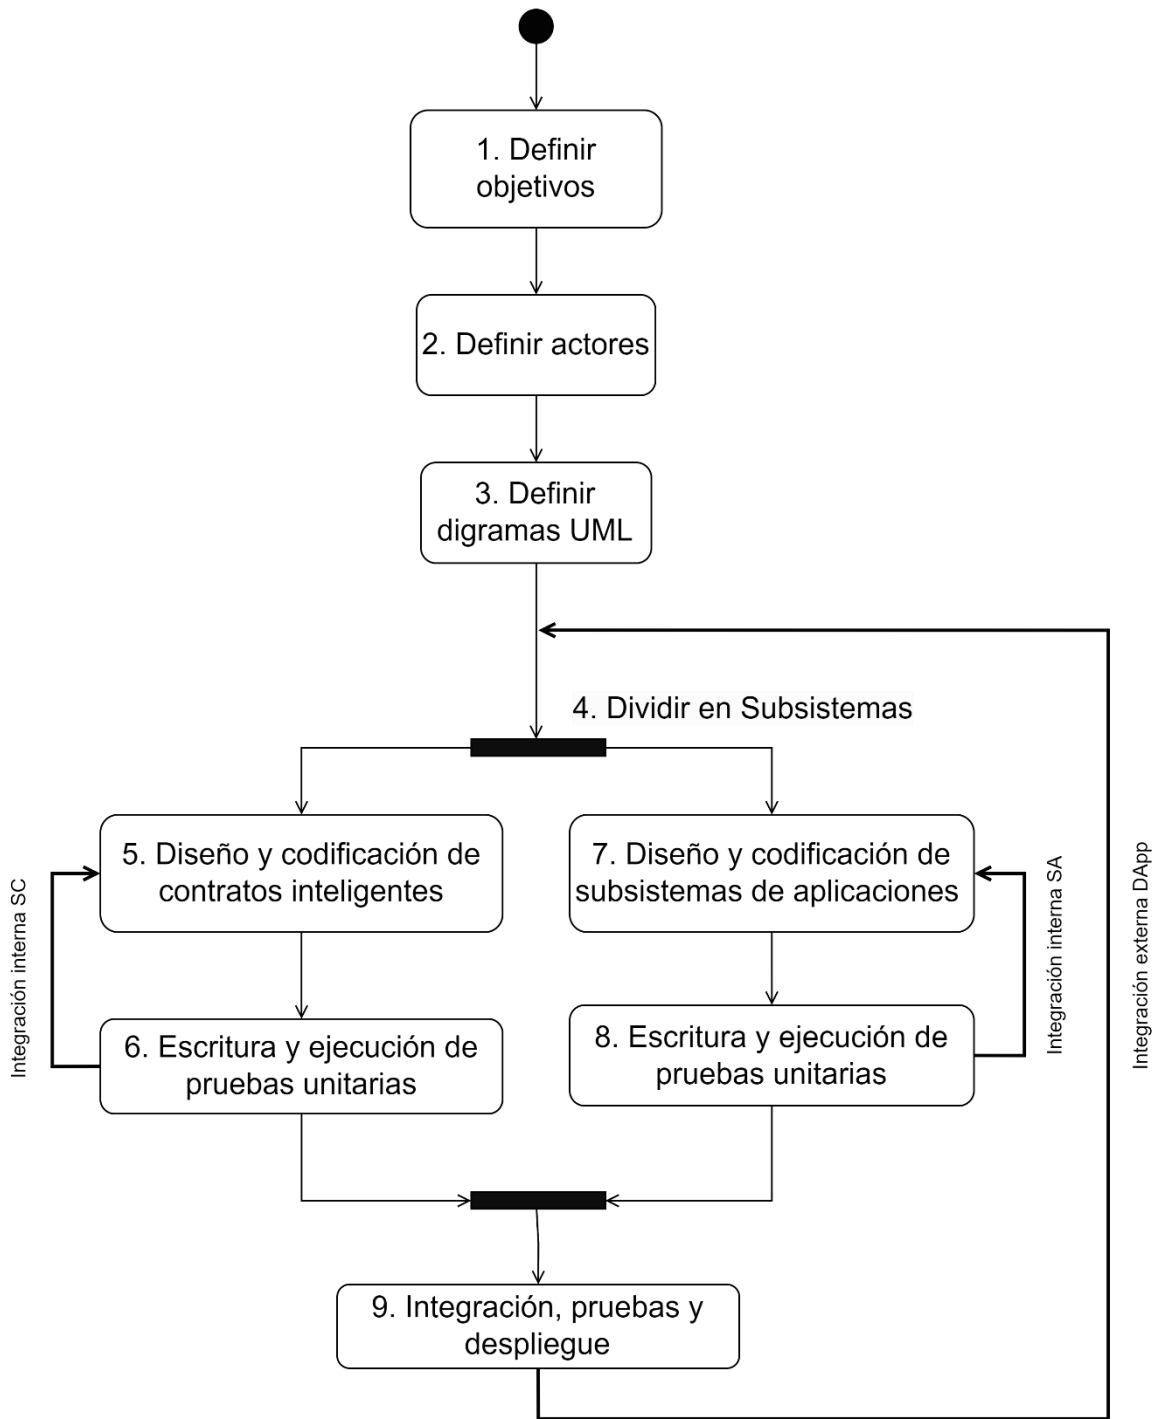 1. Definir
objetivos
2. Definir actores
3. Definir
digramas UML
4. Dividir en Subsistemas
5. Diseño y codificación de
contratos inteligentes
7. Diseño y codificación de
subsistemas de aplicaciones
Integración interna SC
Integración interna SA
Integración externa DApp
6. Escritura y ejecución de
pruebas unitarias
8. Escritura y ejecución de
pruebas unitarias
9. Integración, pruebas y
despliegue